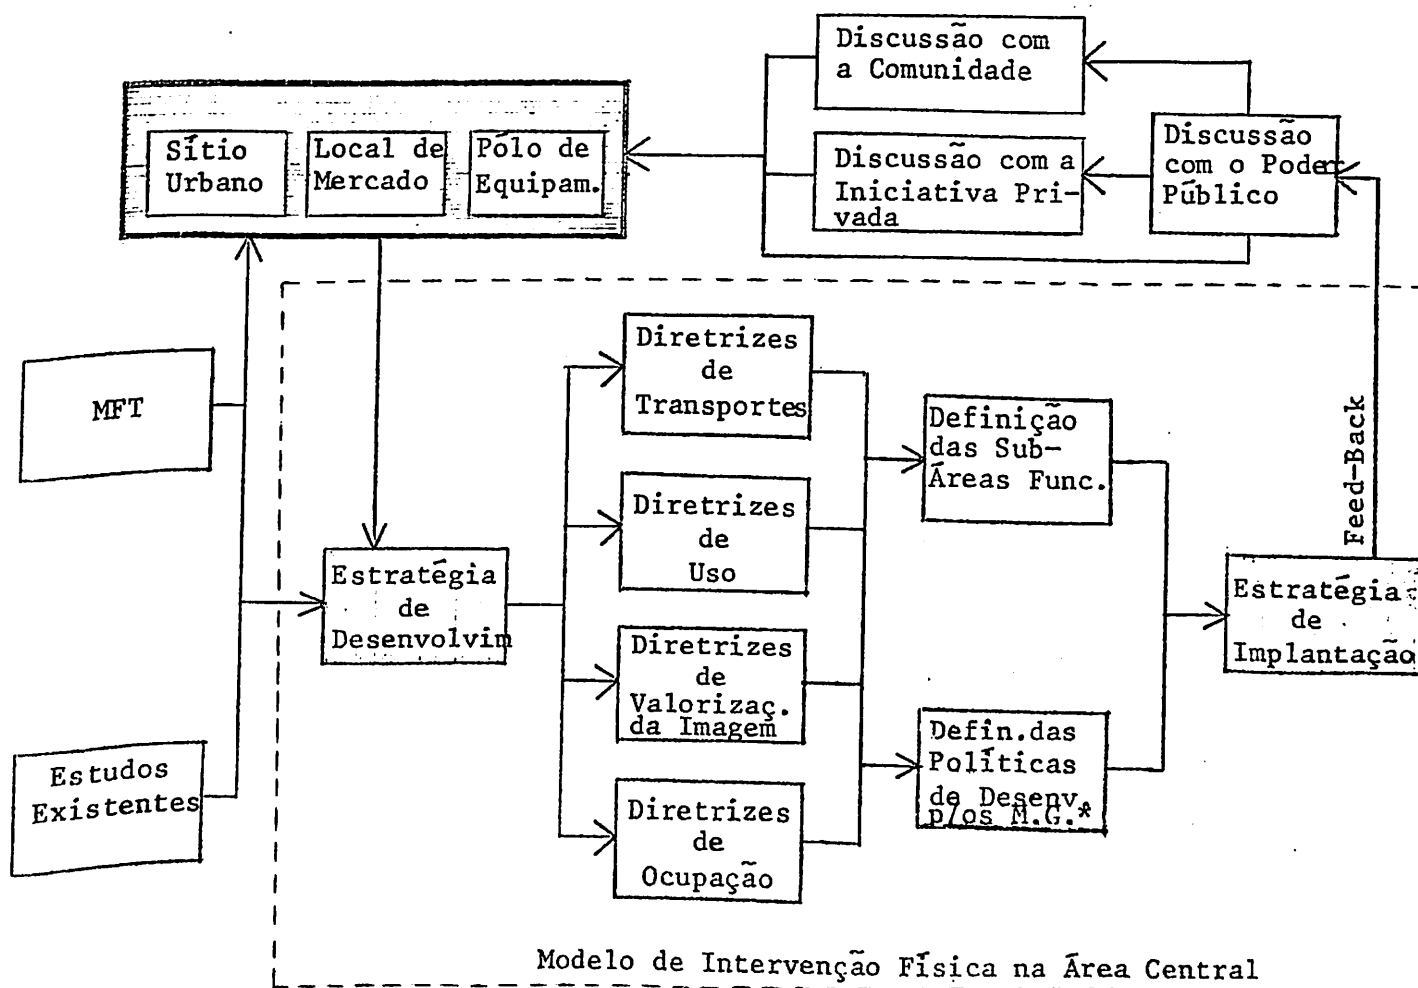 Discussão com
a Comunidade
Sítio
Urbano
Local de
Mercado
Pólo de
Equipam.
Discussão com a
Iniciativa Pri-
vada
Discussão
com o Poder
Público
MFT
Estudos
Existentes
Estratégia
de
Desenvolvim
Diretrizes
de
Transportes
Diretrizes
de
Uso
Diretrizes
de
Valorizaç.
da Imagem
Diretrizes
de
Ocupação
Definição
das Sub-
Áreas Func.
Defin.das
Políticas
de Desenv.
p/os M.G.*
Feed-Back
Estratégia
de
Implantação
Modelo de Intervenção Física na Área Central